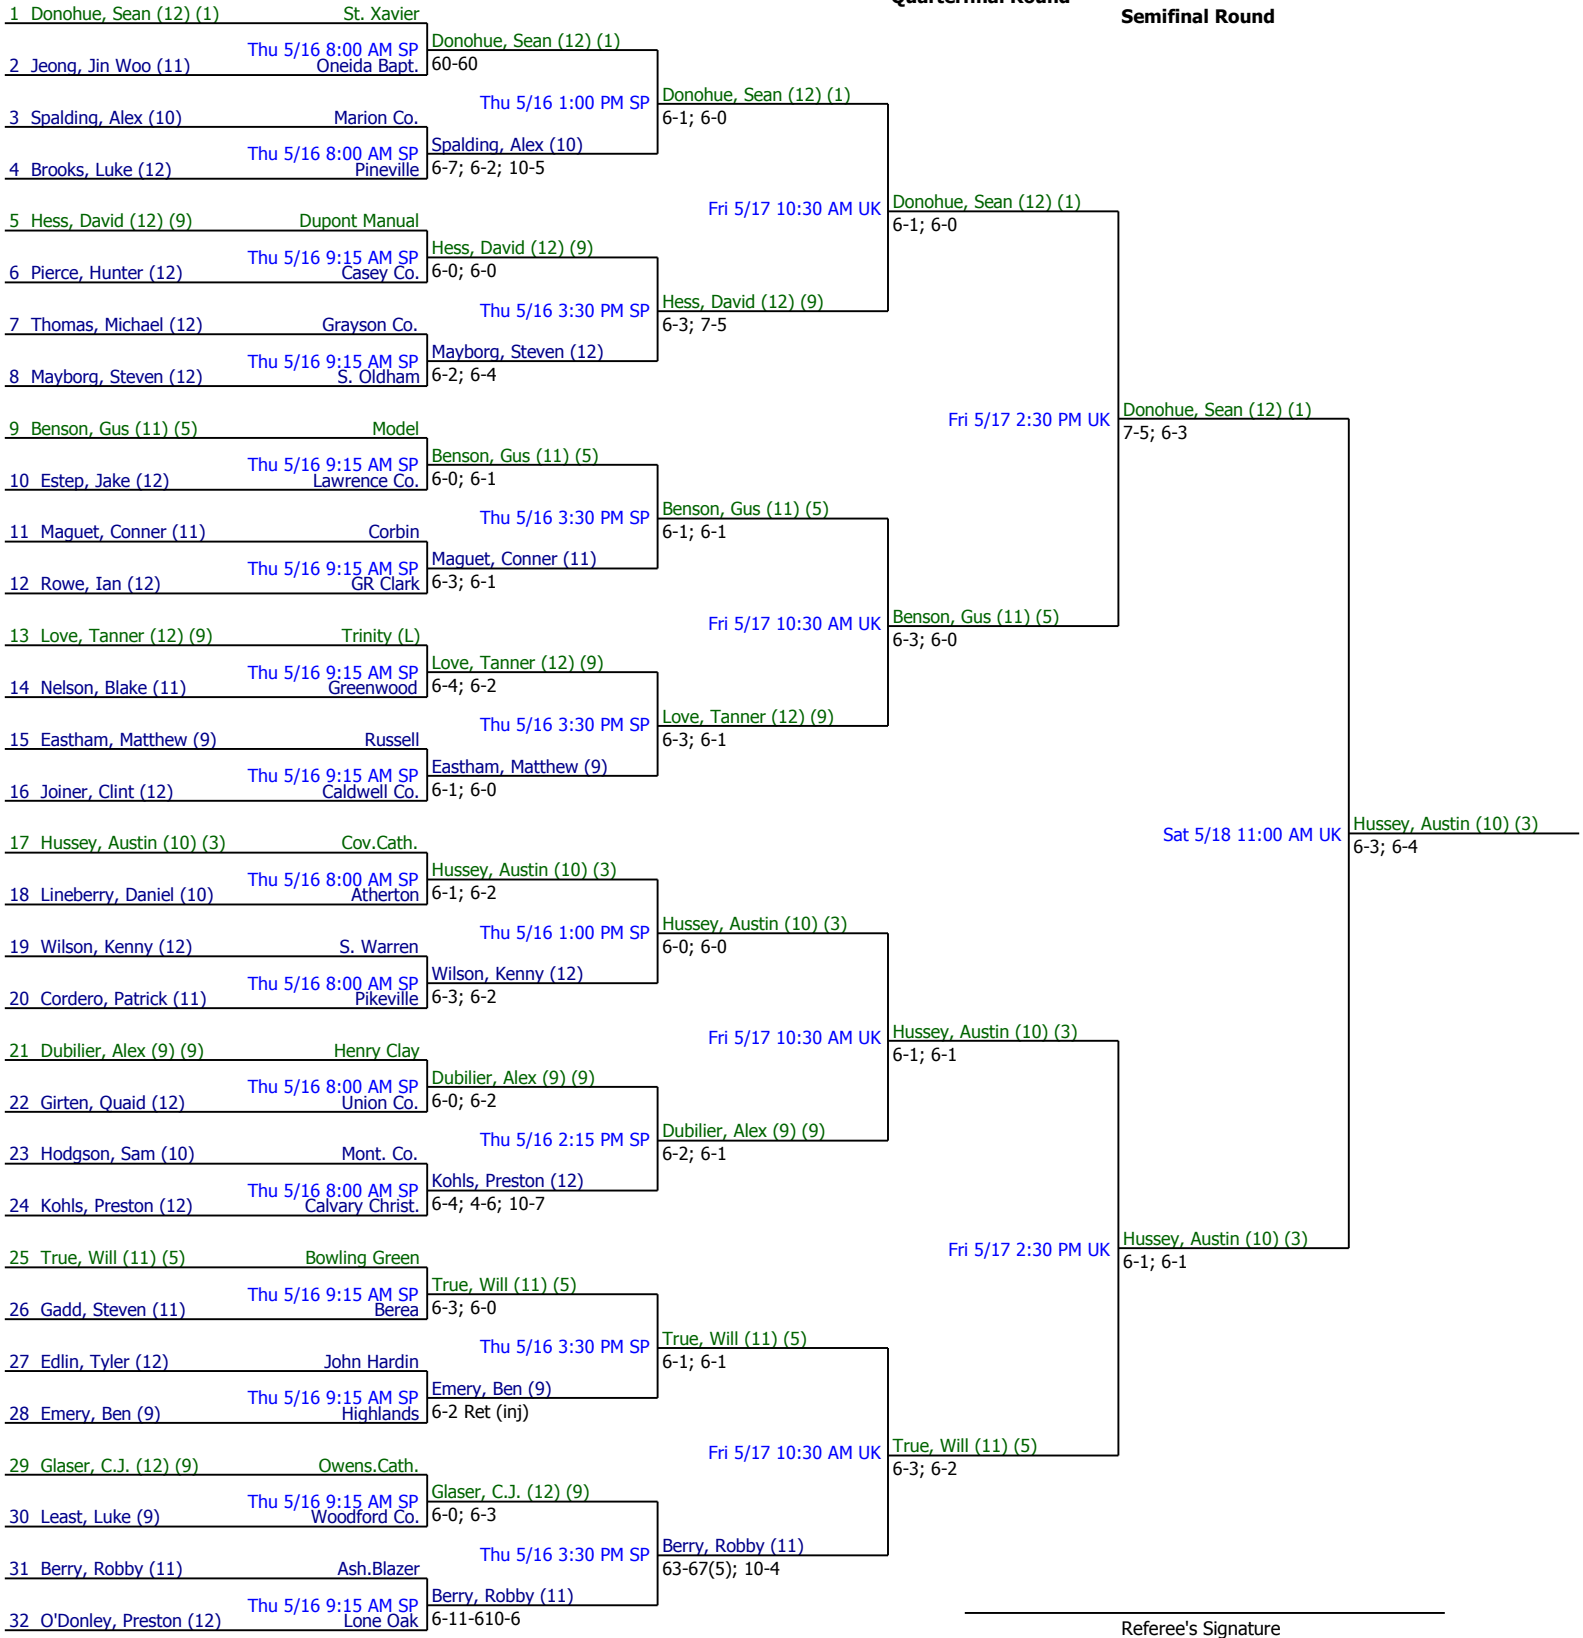 Quarterfinal Round
Semifinal Round
1 Donohue, Sean (12) (1) St. Xavier
Thu 5/16 8:00 AM SP
Donohue, Sean (12) (1)
2 Jeong, Jin Woo (11) Oneida Bapt.
60-60
Thu 5/16 1:00 PM SP
Donohue, Sean (12) (1)
6-1; 6-0
3 Spalding, Alex (10) Marion Co.
Thu 5/16 8:00 AM SP
Spalding, Alex (10)
4 Brooks, Luke (12) Pineville
6-7; 6-2; 10-5
Fri 5/17 10:30 AM UK
Donohue, Sean (12) (1)
6-1; 6-0
5 Hess, David (12) (9) Dupont Manual
Thu 5/16 9:15 AM SP
Hess, David (12) (9)
6 Pierce, Hunter (12) Casey Co.
6-0; 6-0
Thu 5/16 3:30 PM SP
Hess, David (12) (9)
6-3; 7-5
7 Thomas, Michael (12) Grayson Co.
Thu 5/16 9:15 AM SP
Mayborg, Steven (12)
8 Mayborg, Steven (12) S. Oldham
6-2; 6-4
Fri 5/17 2:30 PM UK
Donohue, Sean (12) (1)
7-5; 6-3
9 Benson, Gus (11) (5) Model
Thu 5/16 9:15 AM SP
Benson, Gus (11) (5)
10 Estep, Jake (12) Lawrence Co.
6-0; 6-1
Thu 5/16 3:30 PM SP
Benson, Gus (11) (5)
6-1; 6-1
11 Maguet, Conner (11) Corbin
Thu 5/16 9:15 AM SP
Maguet, Conner (11)
12 Rowe, Ian (12) GR Clark
6-3; 6-1
Fri 5/17 10:30 AM UK
Benson, Gus (11) (5)
6-3; 6-0
13 Love, Tanner (12) (9) Trinity (L)
Thu 5/16 9:15 AM SP
Love, Tanner (12) (9)
14 Nelson, Blake (11) Greenwood
6-4; 6-2
Thu 5/16 3:30 PM SP
Love, Tanner (12) (9)
6-3; 6-1
15 Eastham, Matthew (9) Russell
Thu 5/16 9:15 AM SP
Eastham, Matthew (9)
16 Joiner, Clint (12) Caldwell Co.
6-1; 6-0
Sat 5/18 11:00 AM UK
Hussey, Austin (10) (3)
6-3; 6-4
17 Hussey, Austin (10) (3) Cov.Cath.
Thu 5/16 8:00 AM SP
Hussey, Austin (10) (3)
18 Lineberry, Daniel (10) Atherton
6-1; 6-2
Thu 5/16 1:00 PM SP
Hussey, Austin (10) (3)
6-0; 6-0
19 Wilson, Kenny (12) S. Warren
Thu 5/16 8:00 AM SP
Wilson, Kenny (12)
20 Cordero, Patrick (11) Pikeville
6-3; 6-2
Fri 5/17 10:30 AM UK
Hussey, Austin (10) (3)
6-1; 6-1
21 Dubilier, Alex (9) (9) Henry Clay
Thu 5/16 8:00 AM SP
Dubilier, Alex (9) (9)
22 Girten, Quaid (12) Union Co.
6-0; 6-2
Thu 5/16 2:15 PM SP
Dubilier, Alex (9) (9)
6-2; 6-1
23 Hodgson, Sam (10) Mont. Co.
Thu 5/16 8:00 AM SP
Kohls, Preston (12)
24 Kohls, Preston (12) Calvary Christ.
6-4; 4-6; 10-7
Fri 5/17 2:30 PM UK
Hussey, Austin (10) (3)
6-1; 6-1
25 True, Will (11) (5) Bowling Green
Thu 5/16 9:15 AM SP
True, Will (11) (5)
26 Gadd, Steven (11) Berea
6-3; 6-0
Thu 5/16 3:30 PM SP
True, Will (11) (5)
6-1; 6-1
27 Edlin, Tyler (12) John Hardin
Thu 5/16 9:15 AM SP
Emery, Ben (9)
28 Emery, Ben (9) Highlands
6-2 Ret (inj)
Fri 5/17 10:30 AM UK
True, Will (11) (5)
6-3; 6-2
29 Glaser, C.J. (12) (9) Owens.Cath.
Thu 5/16 9:15 AM SP
Glaser, C.J. (12) (9)
30 Least, Luke (9) Woodford Co.
6-0; 6-3
Thu 5/16 3:30 PM SP
Berry, Robby (11)
63-67(5); 10-4
31 Berry, Robby (11) Ash.Blazer
Thu 5/16 9:15 AM SP
Berry, Robby (11)
32 O'Donley, Preston (12) Lone Oak
6-11-610-6
Referee's Signature